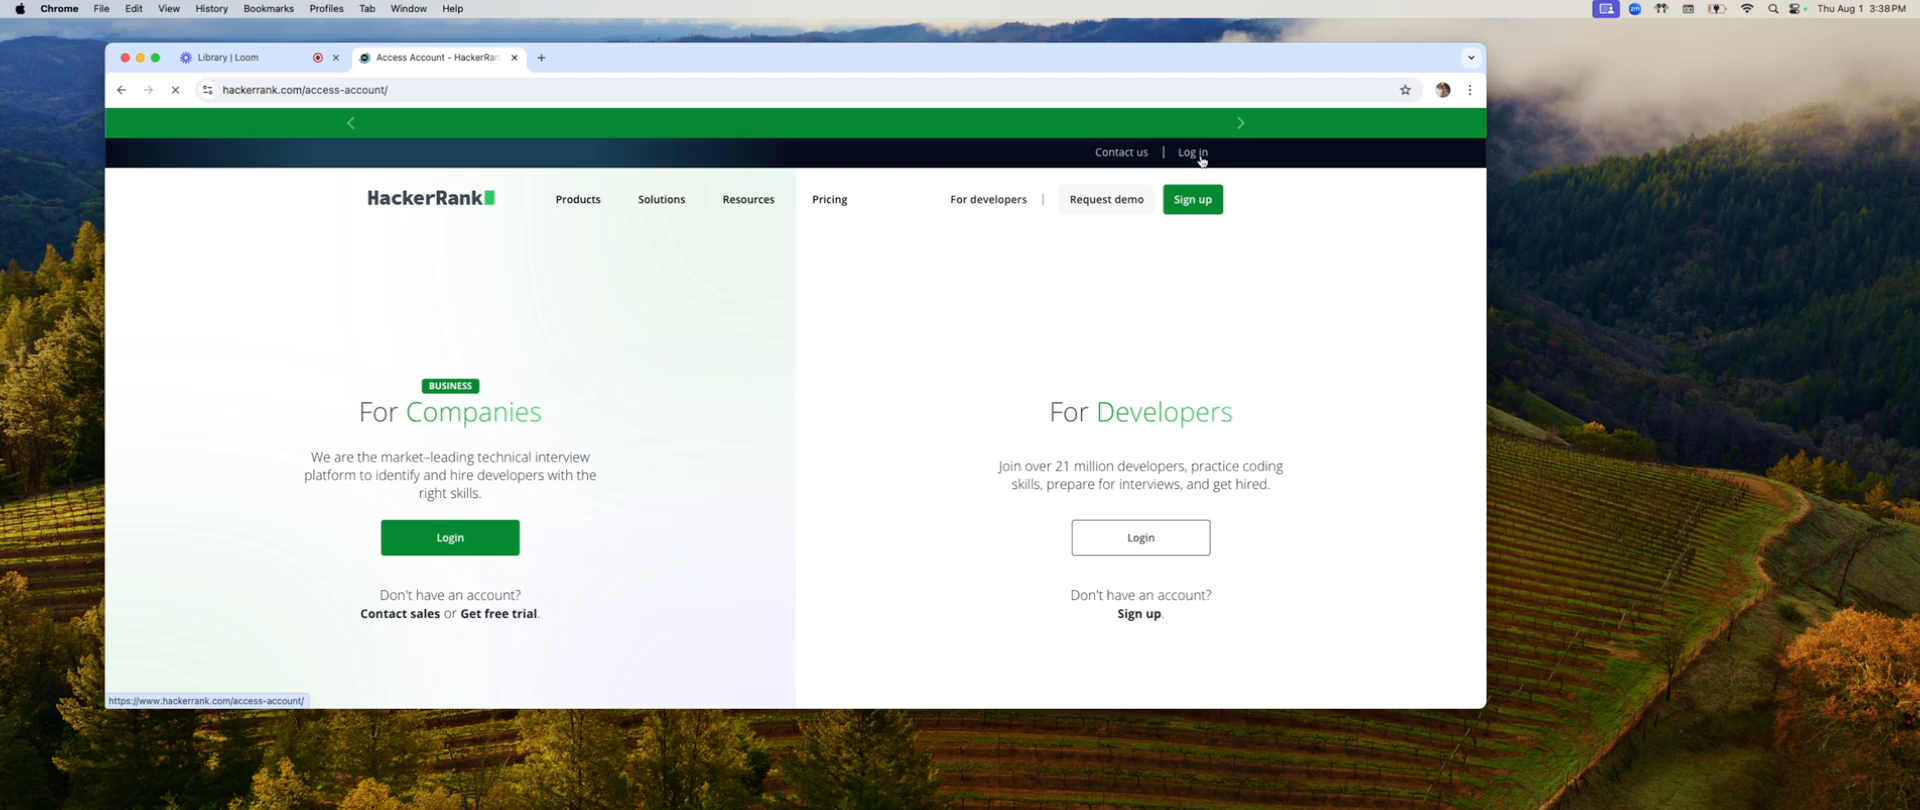 Chrome File Edit View History Bookmarks Profiles Tab Window Help
zm
Thu Aug 1 3:38 PM
Library | Loom
Access Account - HackerRan
hackerrank.com/access-account/
Contact us | Log in
HackerRank
Products Solutions Resources Pricing
For developers | Request demo Sign up
BUSINESS
For Companies
We are the market–leading technical interview
platform to identify and hire developers with the
right skills.
Login
Don't have an account?
Contact sales or Get free trial.
For Developers
Join over 21 million developers, practice coding
skills, prepare for interviews, and get hired.
Login
Don't have an account?
Sign up.
https://www.hackerrank.com/access-account/